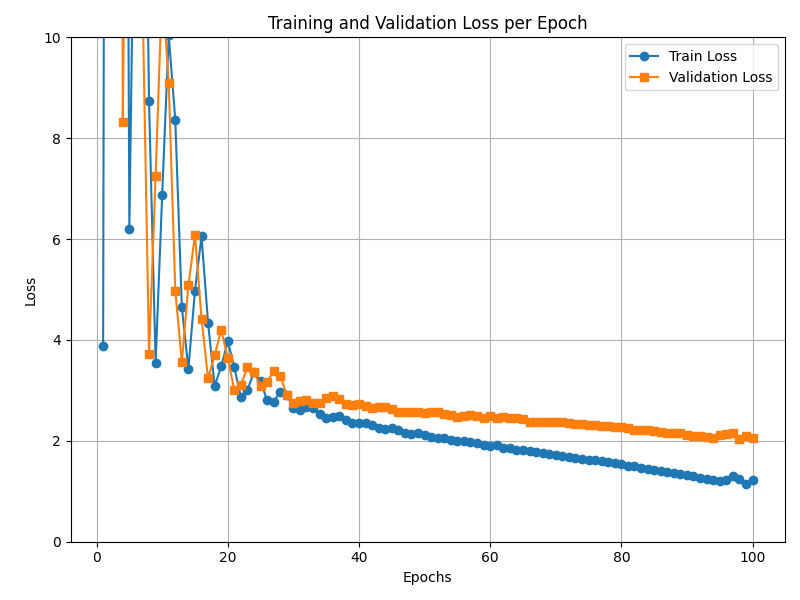 Training and Validation Loss per Epoch
Train Loss
Validation Loss
Loss
10
8
6
4
2
0
0 20 40 60 80 100
Epochs